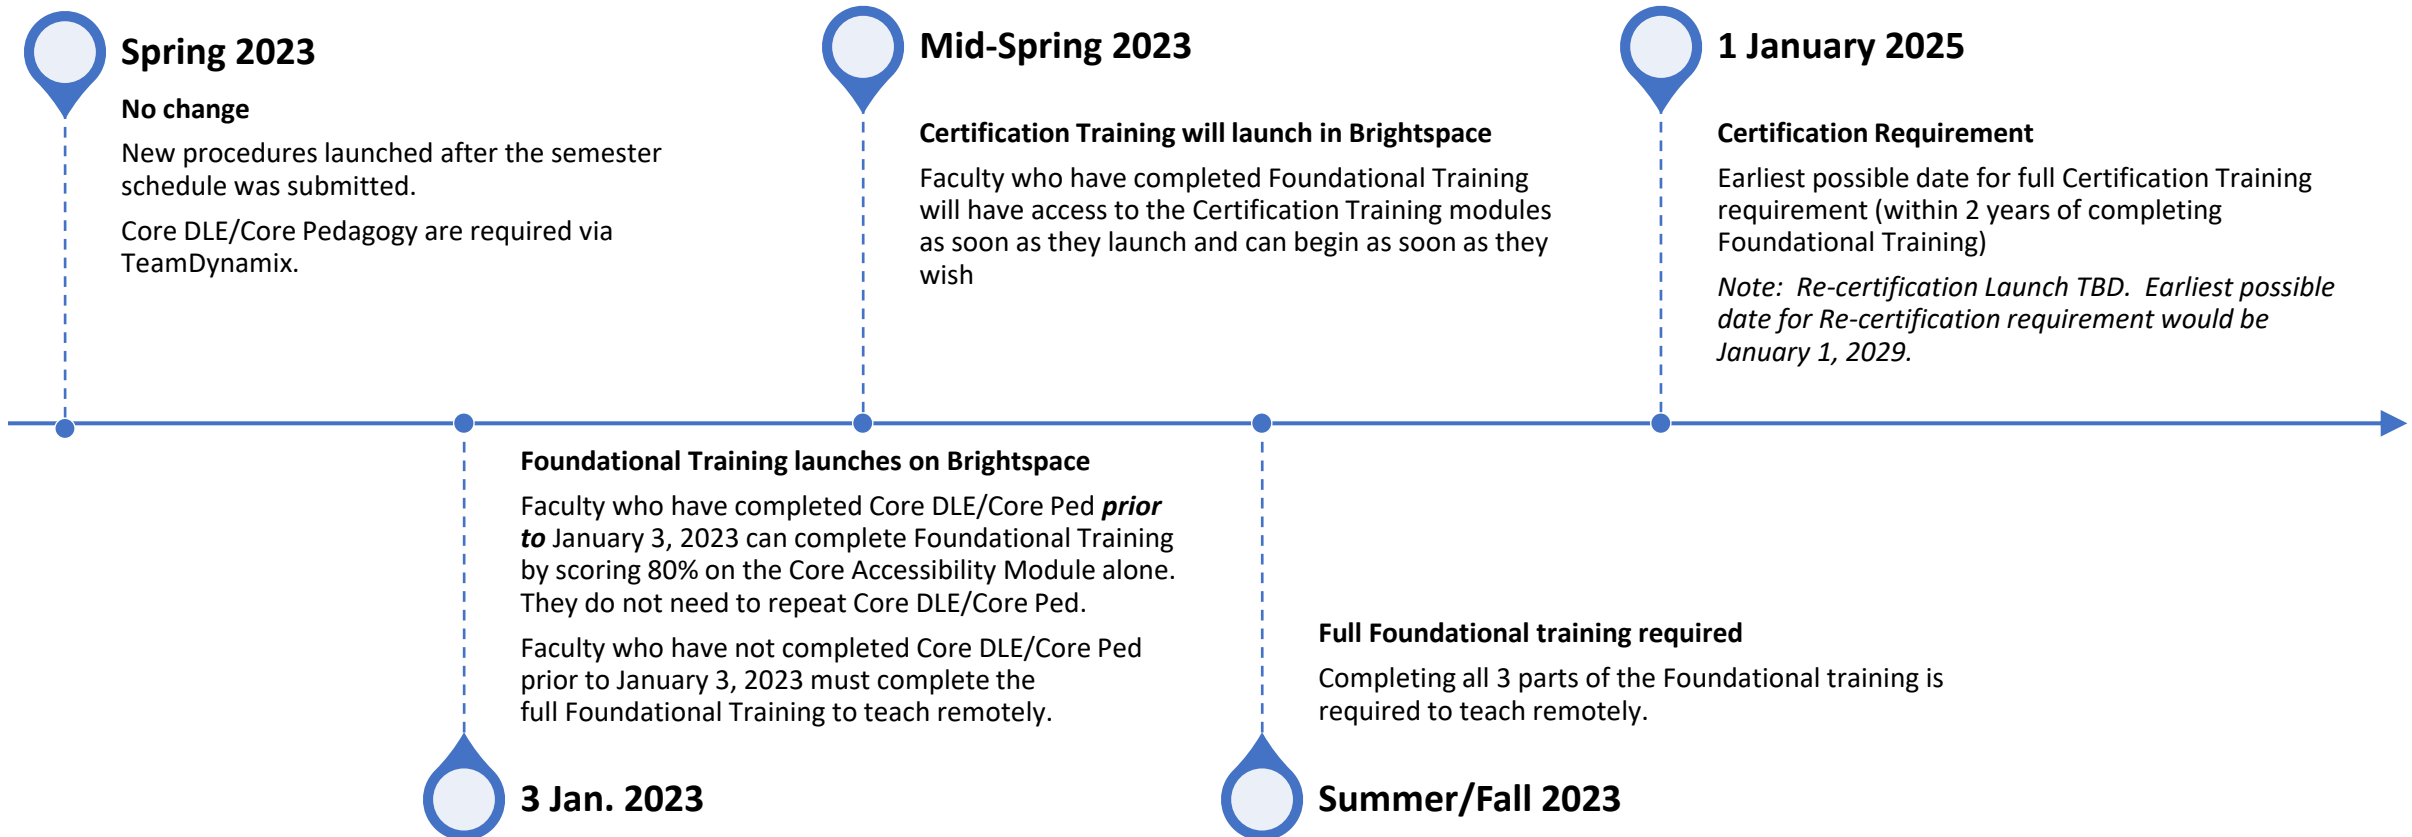 Spring 2023
No change
New procedures launched after the semester
schedule was submitted.
Core DLE/Core Pedagogy are required via
TeamDynamix.
Foundational Training launches on Brightspace
Faculty who have completed Core DLE/Core Ped prior
to January 3, 2023 can complete Foundational Training
by scoring 80% on the Core Accessibility Module alone.
They do not need to repeat Core DLE/Core Ped.
Faculty who have not completed Core DLE/Core Ped
prior to January 3, 2023 must complete the
full Foundational Training to teach remotely.
3 Jan. 2023
Mid-Spring 2023
Certification Training will launch in Brightspace
Faculty who have completed Foundational Training
will have access to the Certification Training modules
as soon as they launch and can begin as soon as they
wish
Full Foundational training required
Completing all 3 parts of the Foundational training is
required to teach remotely.
Summer/Fall 2023
1 January 2025
Certification Requirement
Earliest possible date for full Certification Training
requirement (within 2 years of completing
Foundational Training)
Note:  Re-certification Launch TBD.  Earliest possible
date for Re-certification requirement would be
January 1, 2029.